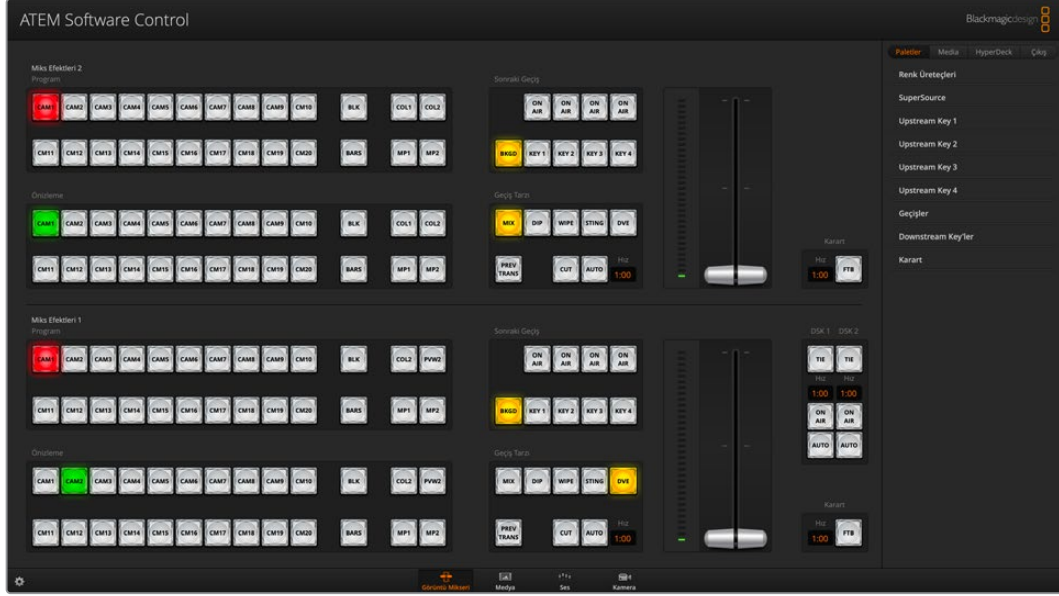 ATEM Software Control
Blackmagicdesign
Paletler Media HyperDeck Çıkış
Renk Üreteçleri
SuperSource
Upstream Key 1
Upstream Key 2
Upstream Key 3
Upstream Key 4
Geçişler
Downstream Key'ler
Karart
Miks Efektleri 2
Program
CAM1 CAM2 CAM3 CAM4 CAM5 CAM6 CAM7 CAM8 CAM9 CM10 BLK COL1 COL2
CM11 CM12 CM13 CM14 CM15 CM16 CM17 CM18 CM19 CM20 BARS MP1 MP2
Sonraki Geçiş
ON AIR ON AIR ON AIR ON AIR
BKGD KEY 1 KEY 2 KEY 3 KEY 4
Önizleme
CAM1 CAM2 CAM3 CAM4 CAM5 CAM6 CAM7 CAM8 CAM9 CM10 BLK COL1 COL2
CM11 CM12 CM13 CM14 CM15 CM16 CM17 CM18 CM19 CM20 BARS MP1 MP2
Geçiş Tarzı
MIX DIP WIPE STING DVE
Hız
PREV TRANS CUT AUTO 1:00
Karart
Hız
1:00 FTB
Miks Efektleri 1
Program
CAM1 CAM2 CAM3 CAM4 CAM5 CAM6 CAM7 CAM8 CAM9 CM10 BLK COL2 PVW2
CM11 CM12 CM13 CM14 CM15 CM16 CM17 CM18 CM19 CM20 BARS MP1 MP2
Sonraki Geçiş
ON AIR ON AIR ON AIR ON AIR
BKGD KEY 1 KEY 2 KEY 3 KEY 4
DSK 1 DSK 2
TIE TIE
Hız Hız
1:00 1:00
ON AIR ON AIR
AUTO AUTO
Önizleme
CAM1 CAM2 CAM3 CAM4 CAM5 CAM6 CAM7 CAM8 CAM9 CM10 BLK COL2 PVW2
CM11 CM12 CM13 CM14 CM15 CM16 CM17 CM18 CM19 CM20 BARS MP1 MP2
Geçiş Tarzı
MIX DIP WIPE STING DVE
Hız
PREV TRANS CUT AUTO 1:00
Karart
Hız
1:00 FTB
Görüntü Mikseri Medya Ses Kamera